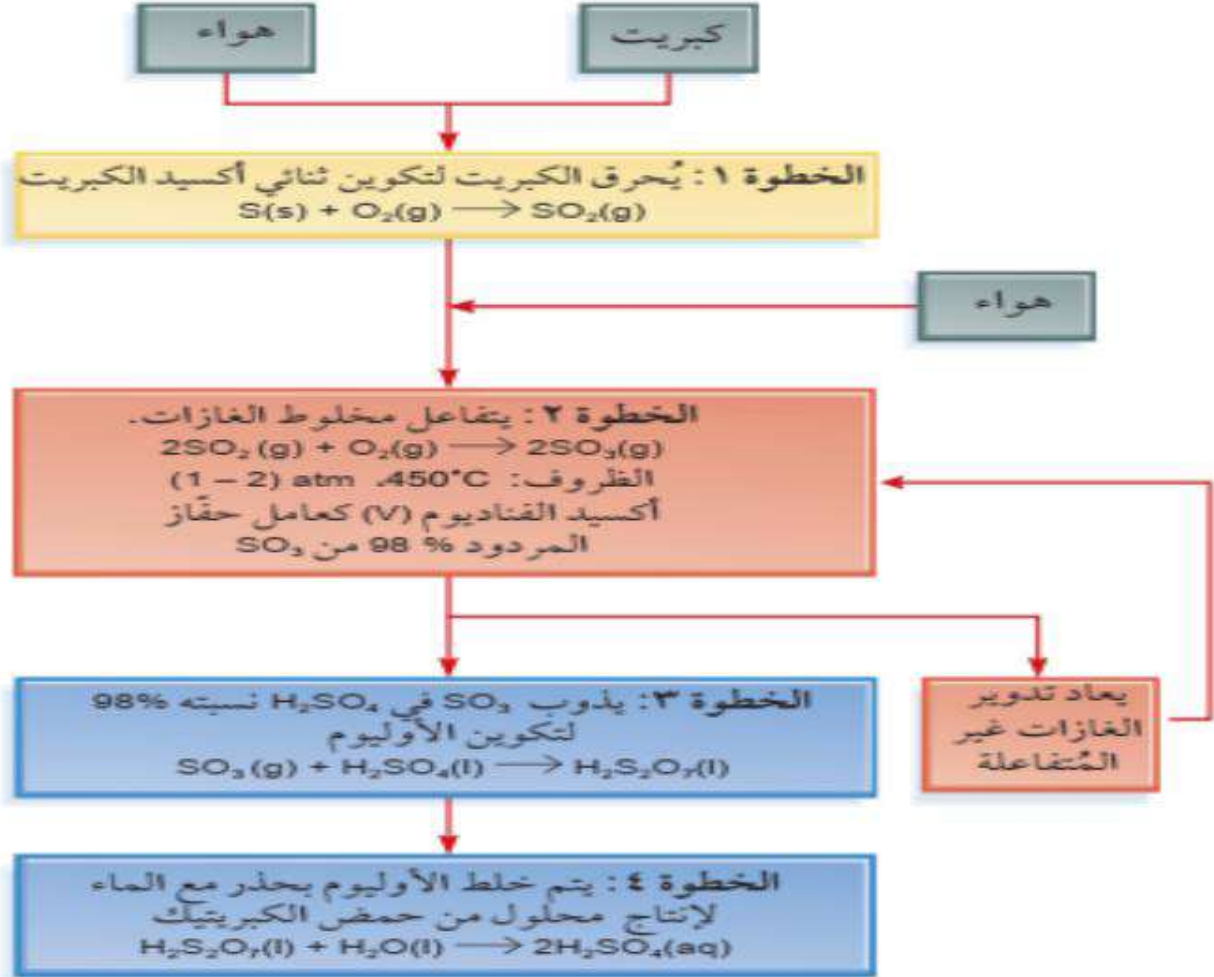 هواء
كبريت
الخطوة ١: يُحرق الكبريت لتكوين ثنائي أكسيد الكبريت
S(s) + O₂(g) ⟶ SO₂(g)
هواء
الخطوة ٢: يتفاعل مخلوط الغازات.
2SO₂ (g) + O₂(g) ⟶ 2SO₃(g)
الظروف: 450°C، (1 – 2) atm
أكسيد الفناديوم (V) كعامل حفّاز
المردود % 98 من SO₃
الخطوة ٣: يذوب SO₃ في H₂SO₄ نسبته 98%
لتكوين الأوليوم
SO₃(g) + H₂SO₄(l) ⟶ H₂S₂O₇(l)
يعاد تدوير
الغازات غير
المُتفاعلة
الخطوة ٤: يتم خلط الأوليوم بحذر مع الماء
لإنتاج محلول من حمض الكبريتيك
H₂S₂O₇(l) + H₂O(l) ⟶ 2H₂SO₄(aq)